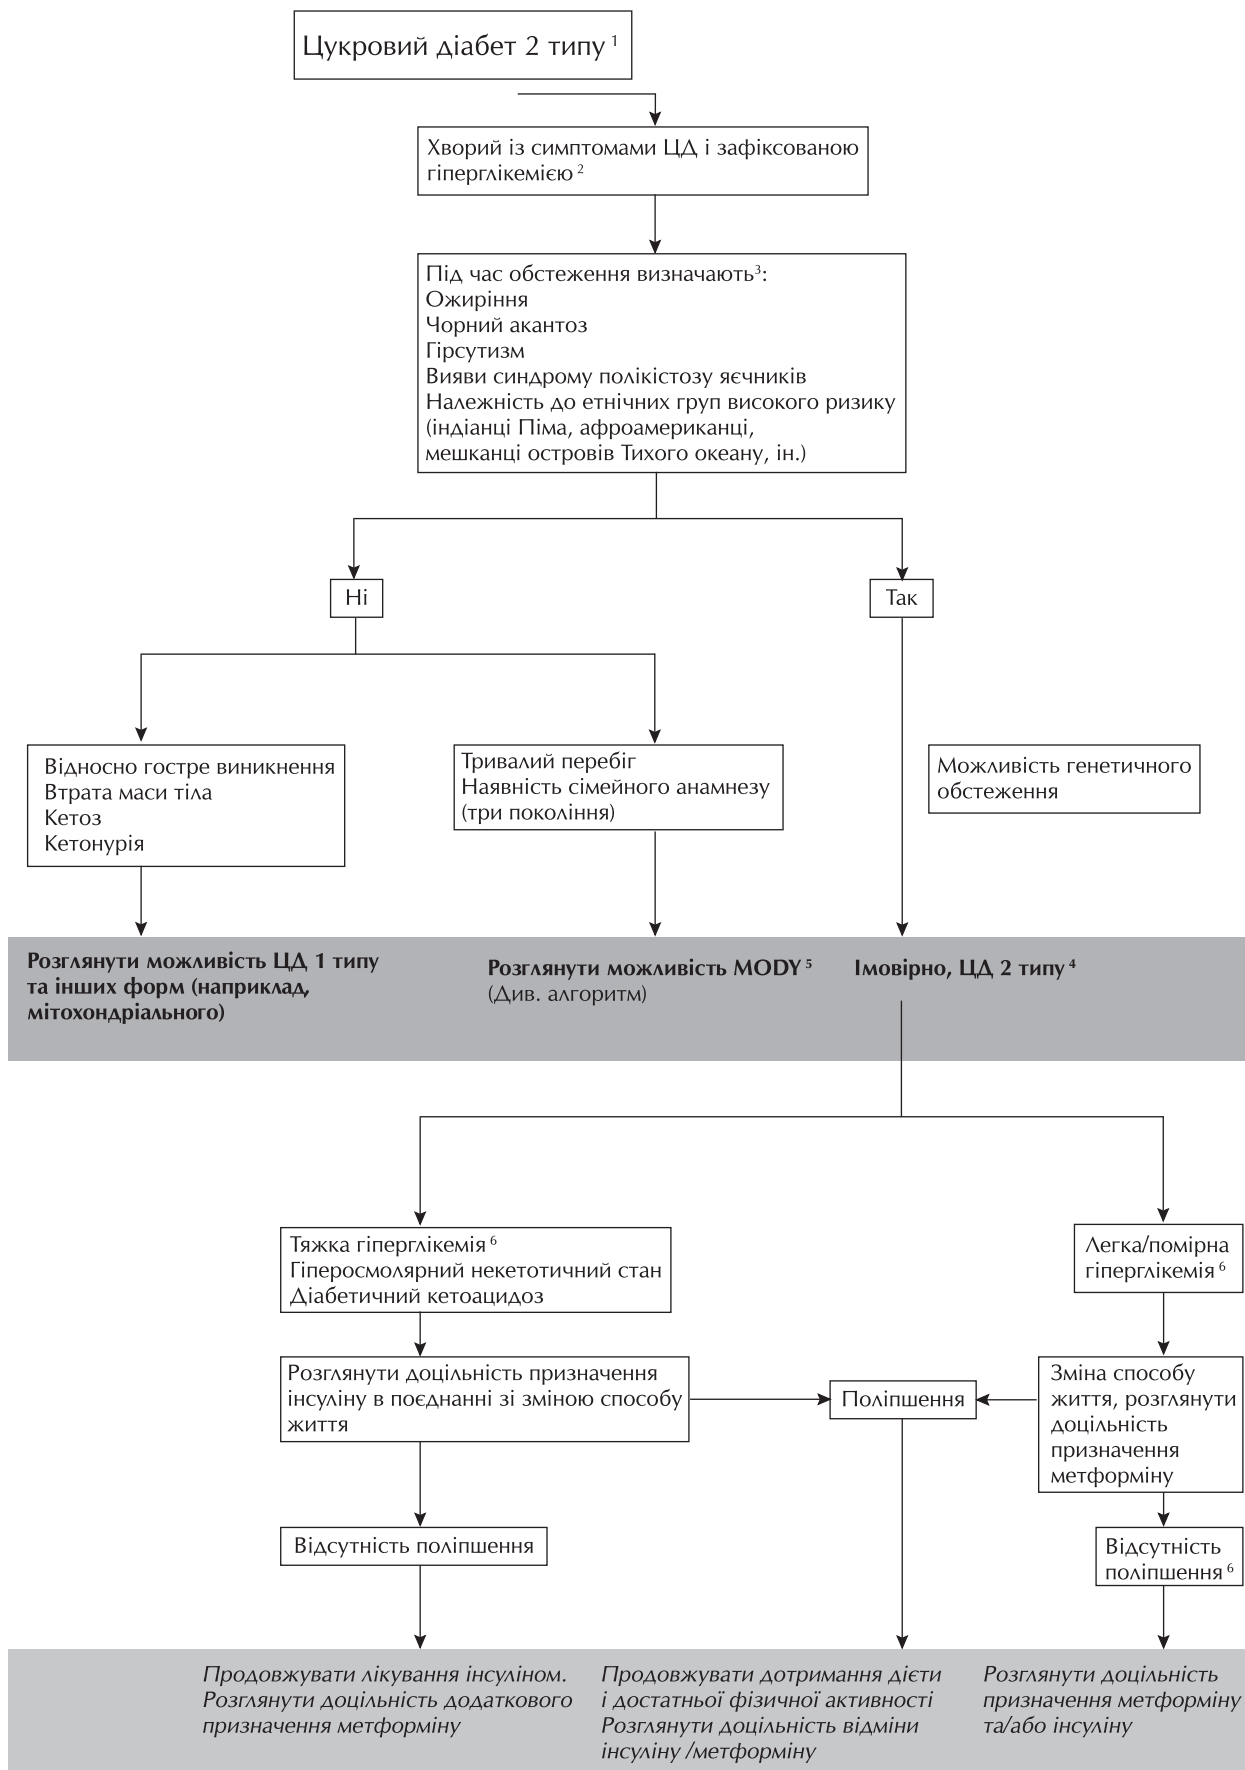 Цукровий діабет 2 типу 1
Хворий із симптомами ЦД і зафіксованою
гіперглікемією 2
Під час обстеження визначають3:
Ожиріння
Чорний акантоз
Гірсутизм
Вияви синдрому полікістозу яєчників
Належність до етнічних груп високого ризику
(індіанці Піма, афроамериканці,
мешканці островів Тихого океану, ін.)
Ні
Так
Відносно гостре виникнення
Втрата маси тіла
Кетоз
Кетонурія
Тривалий перебіг
Наявність сімейного анамнезу
(три покоління)
Можливість генетичного
обстеження
Розглянути можливість ЦД 1 типу
та інших форм (наприклад,
мітохондріального)
Розглянути можливість MODY 5
(Див. алгоритм)
Імовірно, ЦД 2 типу 4
Тяжка гіперглікемія 6
Гіперосмолярний некетотичний стан
Діабетичний кетоацидоз
Легка/помірна
гіперглікемія 6
Розглянути доцільність призначення
інсуліну в поєднанні зі зміною способу
життя
Поліпшення
Зміна способу
життя, розглянути
доцільність
призначення
метформіну
Відсутність поліпшення
Відсутність
поліпшення 6
Продовжувати лікування інсуліном.
Розглянути доцільність додаткового
призначення метформіну
Продовжувати дотримання дієти
і достатньої фізичної активності
Розглянути доцільність відміни
інсуліну /метформіну
Розглянути доцільність
призначення метформіну
та/або інсуліну